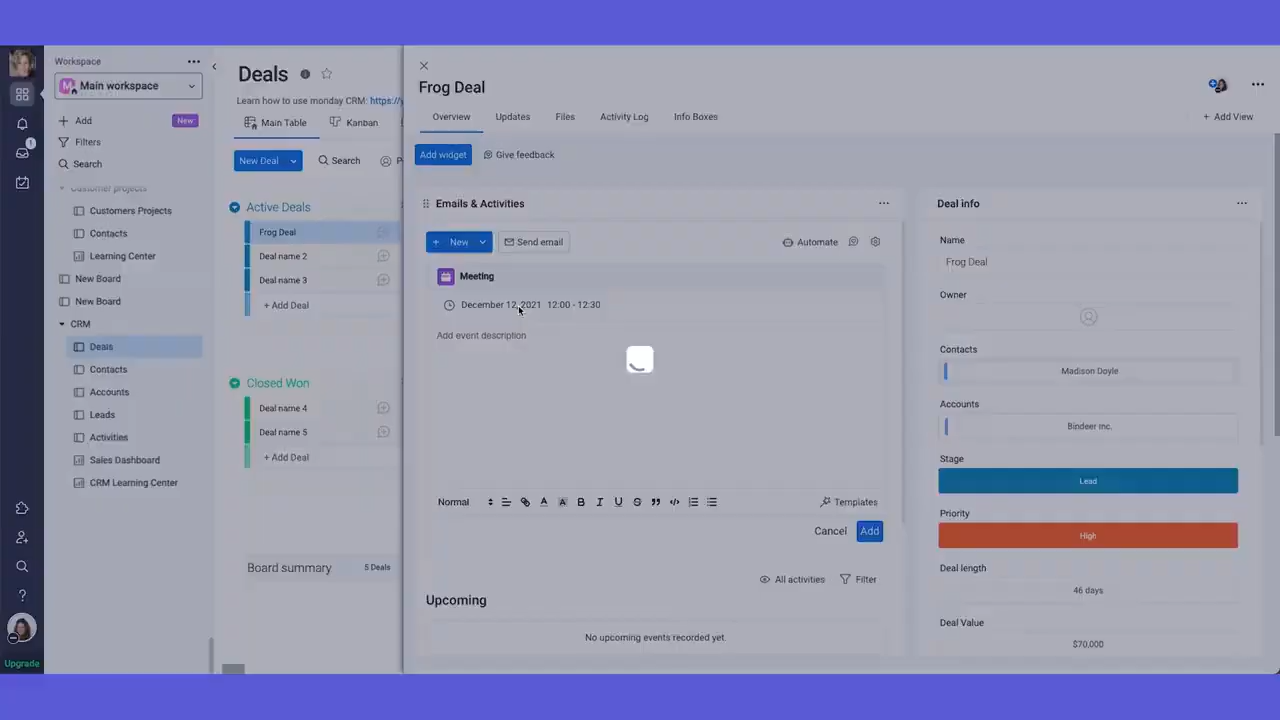 Workspace
M Main workspace
Add
New
Filters
Search
Customer projects
Customers Projects
Contacts
Learning Center
New Board
New Board
CRM
Deals
Contacts
Accounts
Leads
Activities
Sales Dashboard
CRM Learning Center
1
Upgrade
Deals
Learn how to use monday CRM: https://y
Main Table
Kanban
New Deal
Search
P
Active Deals
Frog Deal
Deal name 2
Deal name 3
+ Add Deal
Closed Won
Deal name 4
Deal name 5
+ Add Deal
Board summary
5 Deals
Frog Deal
Overview
Updates
Files
Activity Log
Info Boxes
+ Add View
Add widget
Give feedback
Emails & Activities
+ New
Send email
Automate
Meeting
December 12, 2021 12:00 - 12:30
Add event description
Normal
Templates
Cancel
Add
All activities
Filter
Upcoming
No upcoming events recorded yet
Deal info
Name
Frog Deal
Owner
Contacts
Madison Doyle
Accounts
Bindeer Inc.
Stage
Lead
Priority
High
Deal length
46 days
Deal Value
$70,000